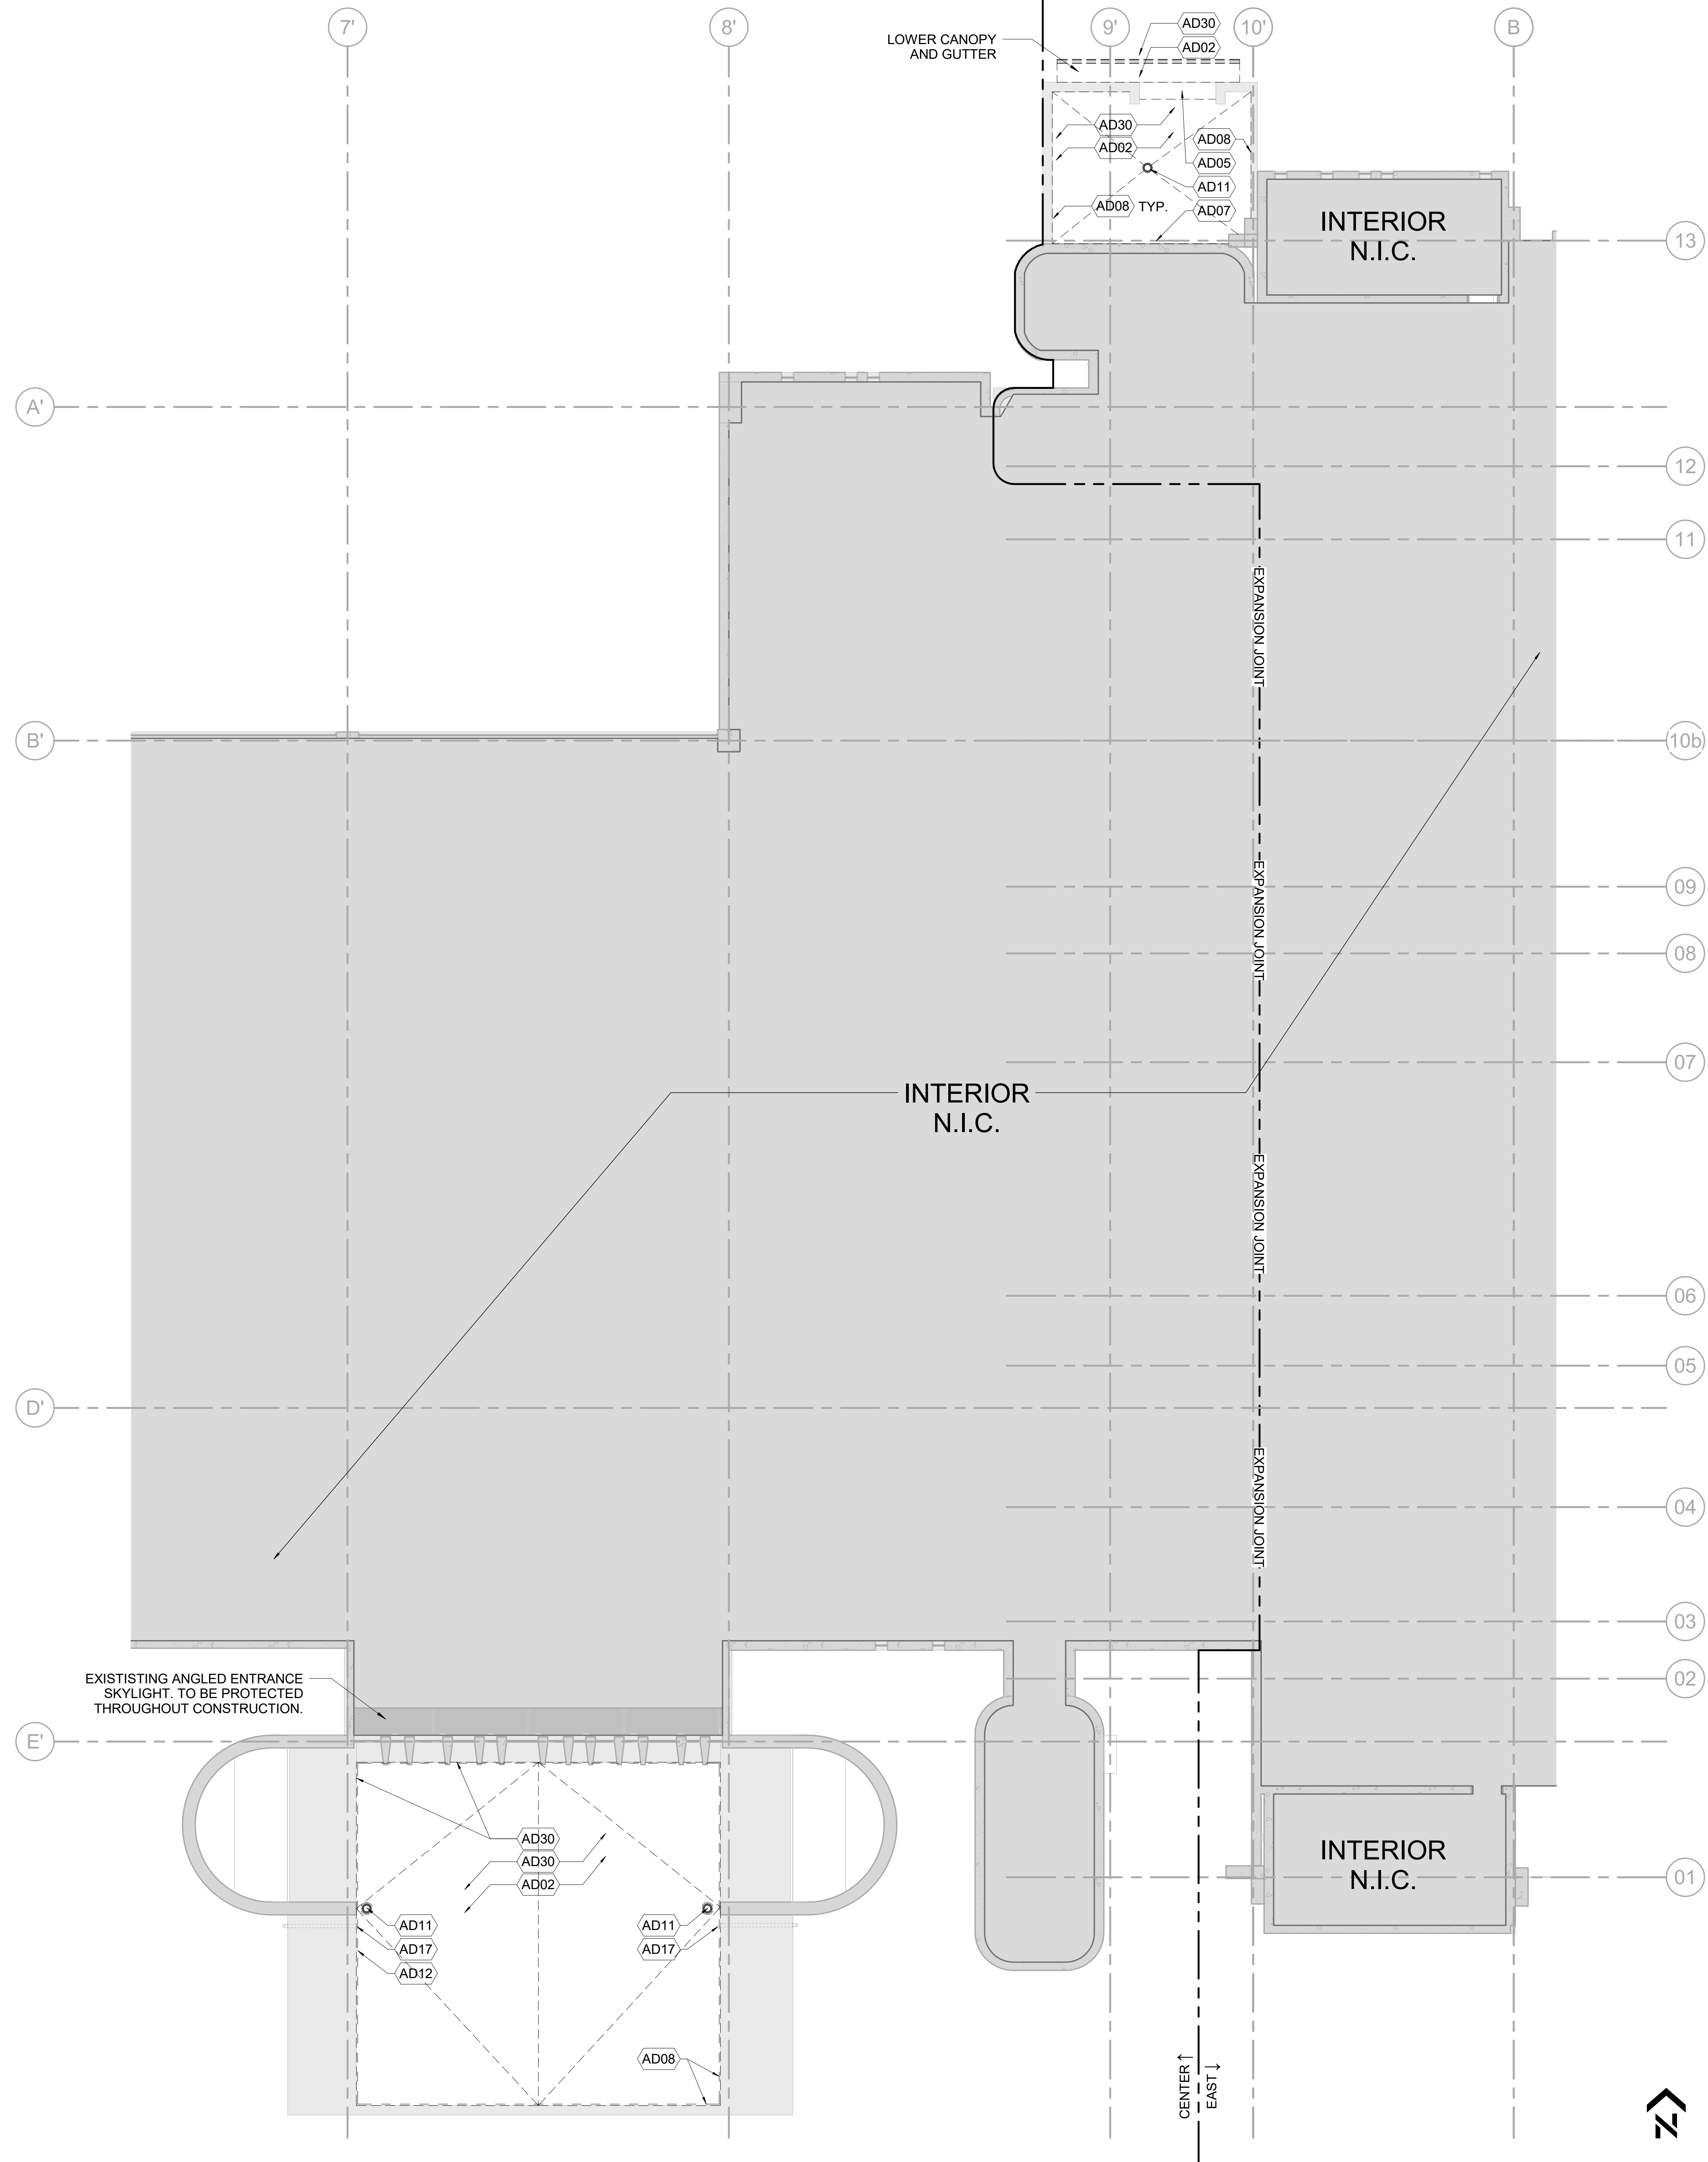 7'
8'
9'
10'
B
LOWER CANOPY
AND GUTTER
AD30
AD02
AD30
AD02
AD08
AD05
AD11
AD08 TYP.
AD07
INTERIOR
N.I.C.
13
A'
12
11
EXPANSION JOINT
B'
10b
EXPANSION JOINT
09
08
07
INTERIOR
N.I.C.
EXPANSION JOINT
06
05
D'
EXPANSION JOINT
04
03
EXISTISTING ANGLED ENTRANCE
SKYLIGHT. TO BE PROTECTED
THROUGHOUT CONSTRUCTION.
02
E'
AD30
AD30
AD02
INTERIOR
N.I.C.
01
AD11
AD17
AD12
AD11
AD17
AD08
CENTER
EAST
N